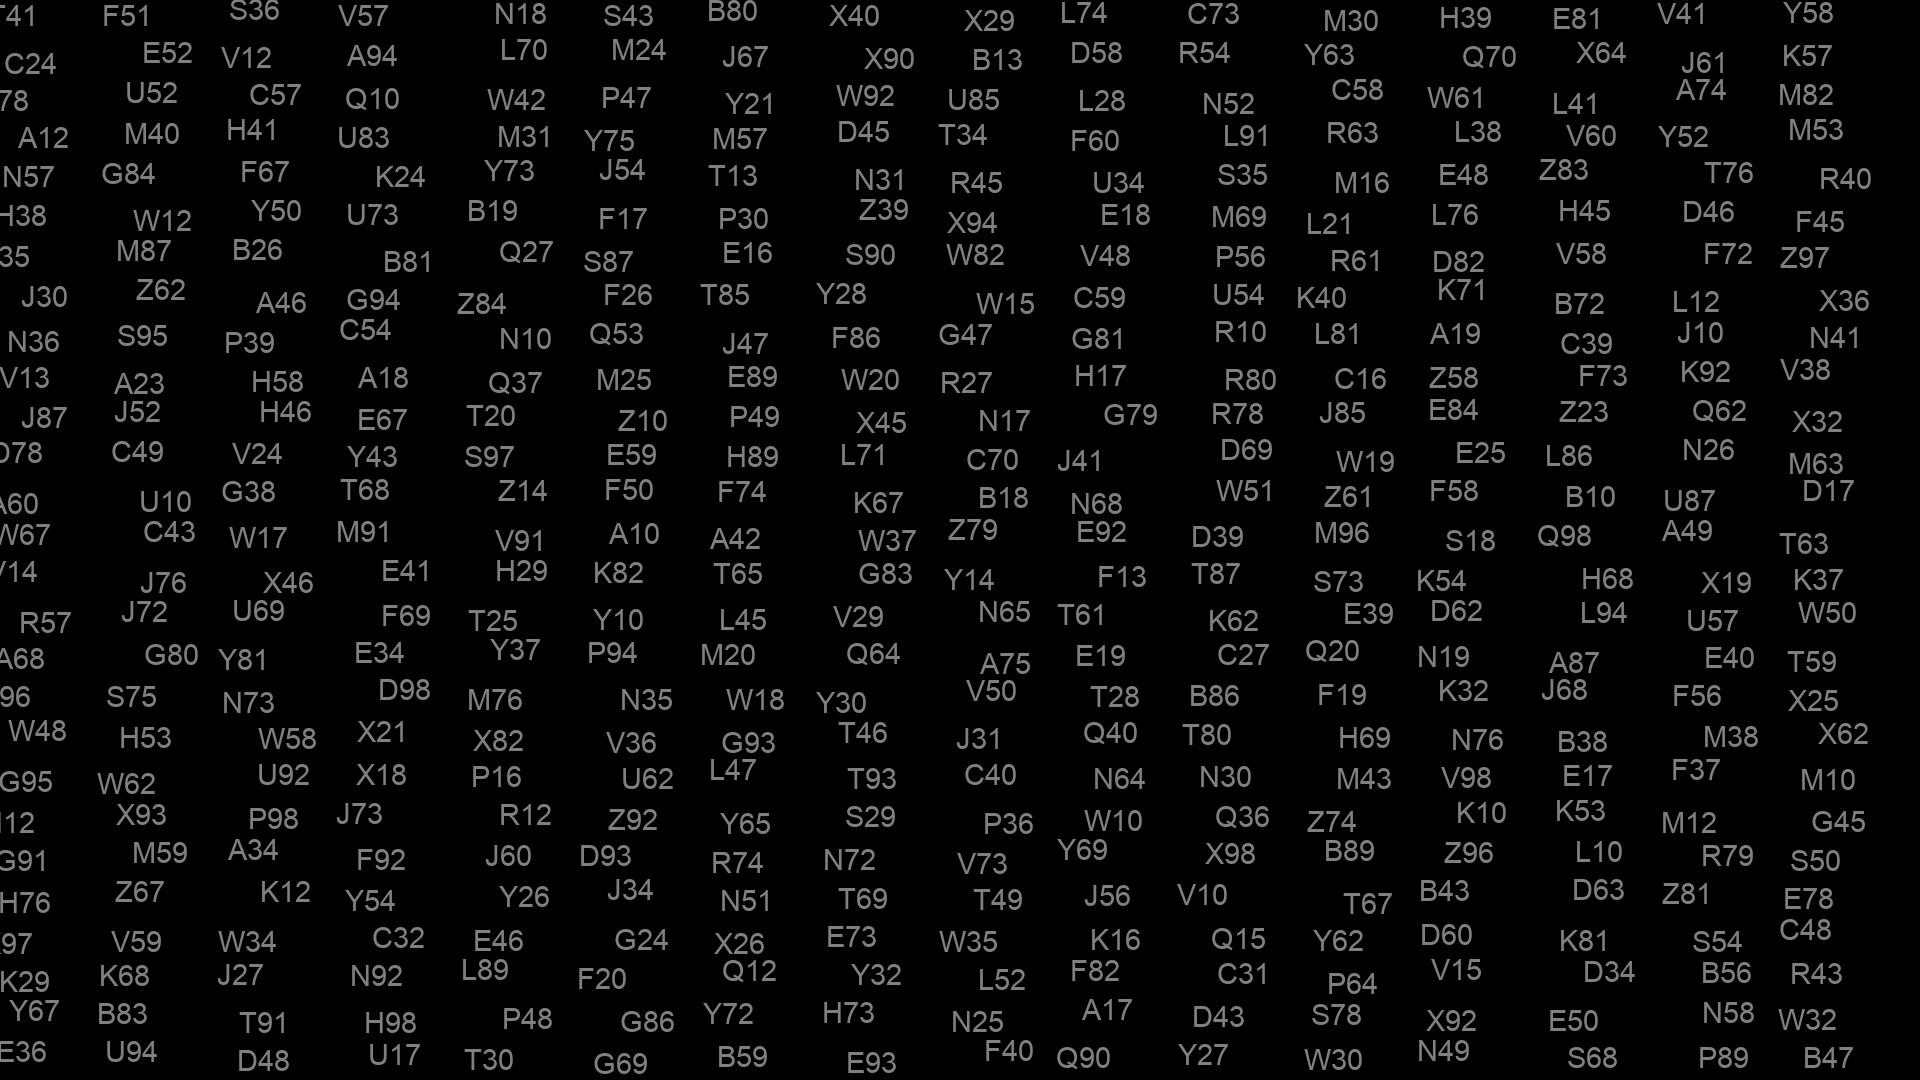 T41 F51 S36 V57 N18 S43 B80 X40 X29 L74 C73 M30 H39 E81 V41 Y58
C24 E52 V12 A94 L70 M24 J67 X90 B13 D58 R54 Y63 Q70 X64 J61 K57
78 U52 C57 Q10 W42 P47 Y21 W92 U85 L28 N52 C58 W61 L41 A74 M82
A12 M40 H41 U83 M31 Y75 M57 D45 T34 F60 L91 R63 L38 V60 Y52 M53
N57 G84 F67 K24 Y73 J54 T13 N31 R45 U34 S35 M16 E48 Z83 T76 R40
H38 W12 Y50 U73 B19 F17 P30 Z39 X94 E18 M69 L21 L76 H45 D46 F45
35 M87 B26 B81 Q27 S87 E16 S90 W82 V48 P56 R61 D82 V58 F72 Z97
J30 Z62 A46 G94 Z84 F26 T85 Y28 W15 C59 U54 K40 K71 B72 L12 X36
N36 S95 P39 C54 N10 Q53 J47 F86 G47 G81 R10 L81 A19 C39 J10 N41
V13 A23 H58 A18 Q37 M25 E89 W20 R27 H17 R80 C16 Z58 F73 K92 V38
J87 J52 H46 E67 T20 Z10 P49 X45 N17 G79 R78 J85 E84 Z23 Q62 X32
D78 C49 V24 Y43 S97 E59 H89 L71 C70 J41 D69 W19 E25 L86 N26 M63
A60 U10 G38 T68 Z14 F50 F74 K67 B18 N68 W51 Z61 F58 B10 U87 D17
W67 C43 W17 M91 V91 A10 A42 W37 Z79 E92 D39 M96 S18 Q98 A49 T63
V14 J76 X46 E41 H29 K82 T65 G83 Y14 F13 T87 S73 K54 H68 X19 K37
R57 J72 U69 F69 T25 Y10 L45 V29 N65 T61 K62 E39 D62 L94 U57 W50
A68 G80 Y81 E34 Y37 P94 M20 Q64 A75 E19 C27 Q20 N19 A87 E40 T59
96 S75 N73 D98 M76 N35 W18 Y30 V50 T28 B86 F19 K32 J68 F56 X25
W48 H53 W58 X21 X82 V36 G93 T46 J31 Q40 T80 H69 N76 B38 M38 X62
G95 W62 U92 X18 P16 U62 L47 T93 C40 N64 N30 M43 V98 E17 F37 M10
12 X93 P98 J73 R12 Z92 Y65 S29 P36 W10 Q36 Z74 K10 K53 M12 G45
G91 M59 A34 F92 J60 D93 R74 N72 V73 Y69 X98 B89 Z96 L10 R79 S50
H76 Z67 K12 Y54 Y26 J34 N51 T69 T49 J56 V10 T67 B43 D63 Z81 E78
97 V59 W34 C32 E46 G24 X26 E73 W35 K16 Q15 Y62 D60 K81 S54 C48
K29 K68 J27 N92 L89 F20 Q12 Y32 L52 F82 C31 P64 V15 D34 B56 R43
Y67 B83 T91 H98 P48 G86 Y72 H73 N25 A17 D43 S78 X92 E50 N58 W32
E36 U94 D48 U17 T30 G69 B59 E93 F40 Q90 Y27 W30 N49 S68 P89 B47